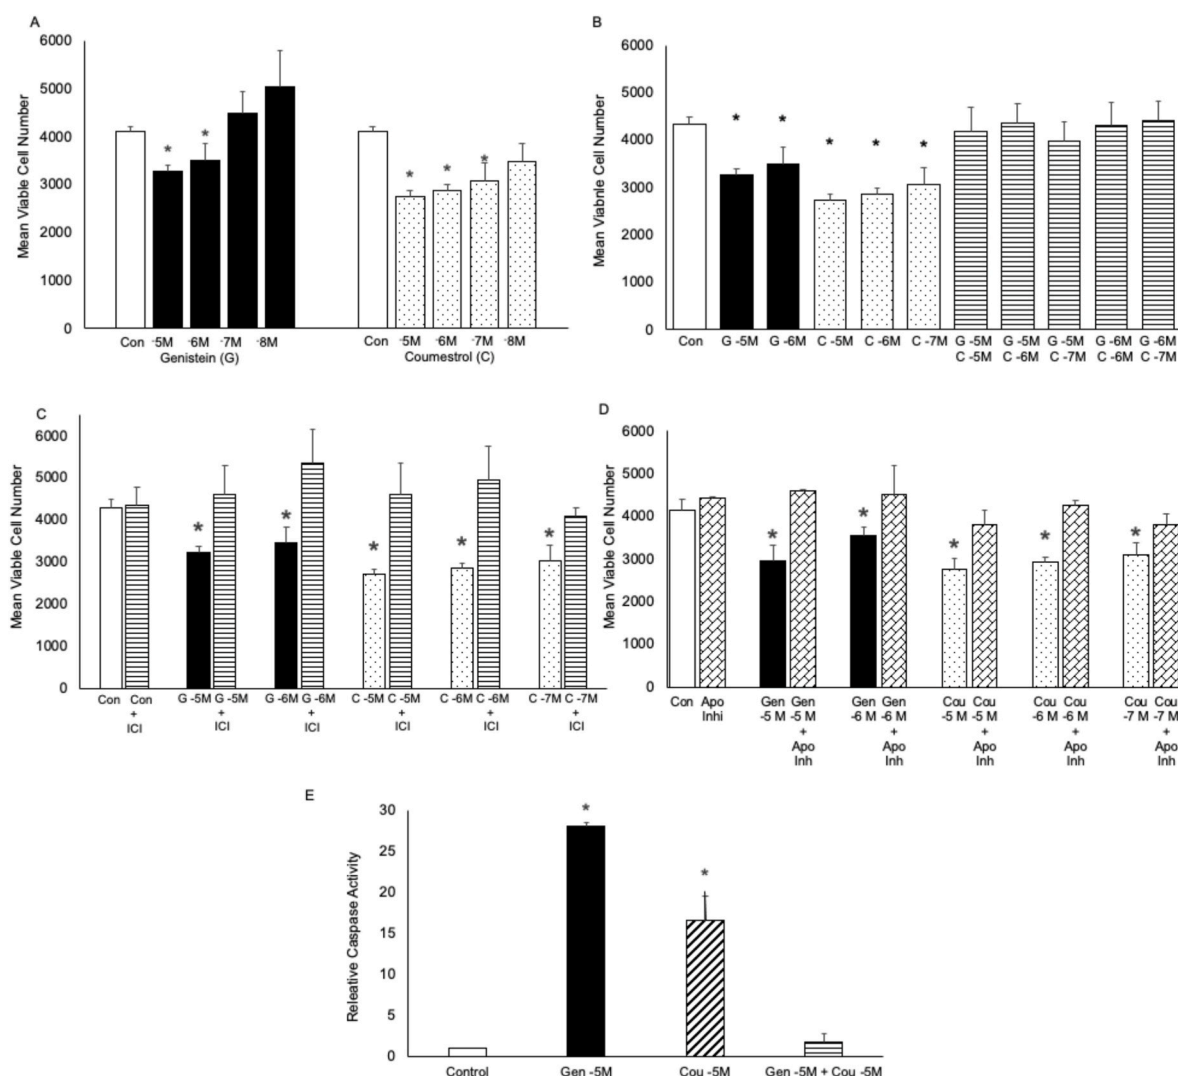 A
Mean Viable Cell Number
6000
5000
4000
3000
2000
1000
0
* * * * *
Con -5M -6M -7M -8M Con -5M -6M -7M -8M
Genistein (G) Coumestrol (C)
B
Mean Viabnle Cell Number
6000
5000
4000
3000
2000
1000
0
* * * * *
Con G -5M G -6M C -5M C -6M C -7M G -5M G -5M G -5M G -6M G -6M
C -5M C -6M C -7M C -6M C -7M
C
Mean Viable Cell Number
6000
5000
4000
3000
2000
1000
0
* * * * *
Con Con G -5M G -5M G -6M G -6M C -5M C -5M C -6M C -6M C -7M C -7M
+ + + + + +
ICI ICI ICI ICI ICI ICI
D
Mean Viable Cell Number
6000
5000
4000
3000
2000
1000
0
* * * * *
Con Apo Gen Gen Gen Gen Cou Cou Cou Cou Cou Cou
Inhi -5M -5 M -6 M -6 M -5 M -5 M -6 M -6 M -7 M -7 M
+ + + + +
Apo Apo Apo Apo Apo
Inh Inh Inh Inh Inh
E
Releative Caspase Activity
30
25
20
15
10
5
0
* *
Control Gen -5M Cou -5M Gen -5M + Cou -5M